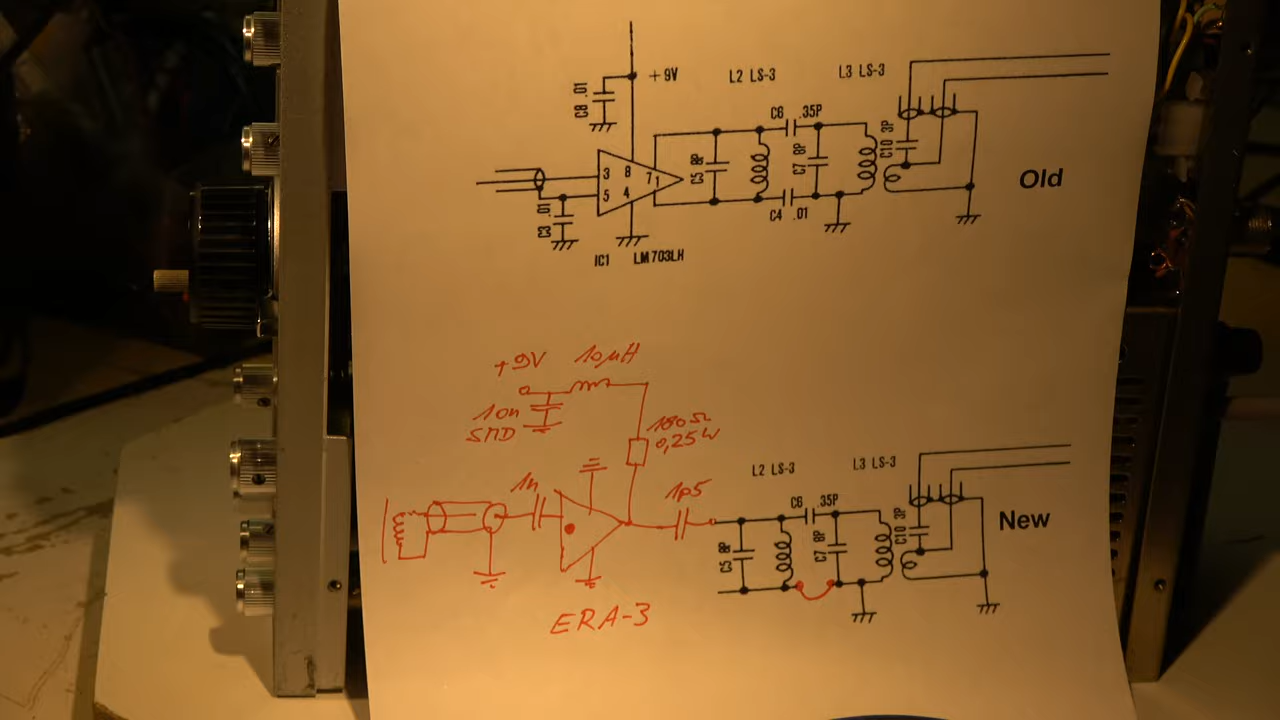 +9V
L2 LS-3
L3 LS-3
C8 .01
C6 .35P
C5 8P
C7 8P
C10 3P
3 8
7
1
5 4
Old
C3 .01
C4 .01
IC1 LM703LH
+9V 10µH
10n
SMD
180Ω
0,25W
L2 LS-3
L3 LS-3
1n
1p5
C6 .35P
C5 8P
C7 8P
C10 3P
New
ERA-3